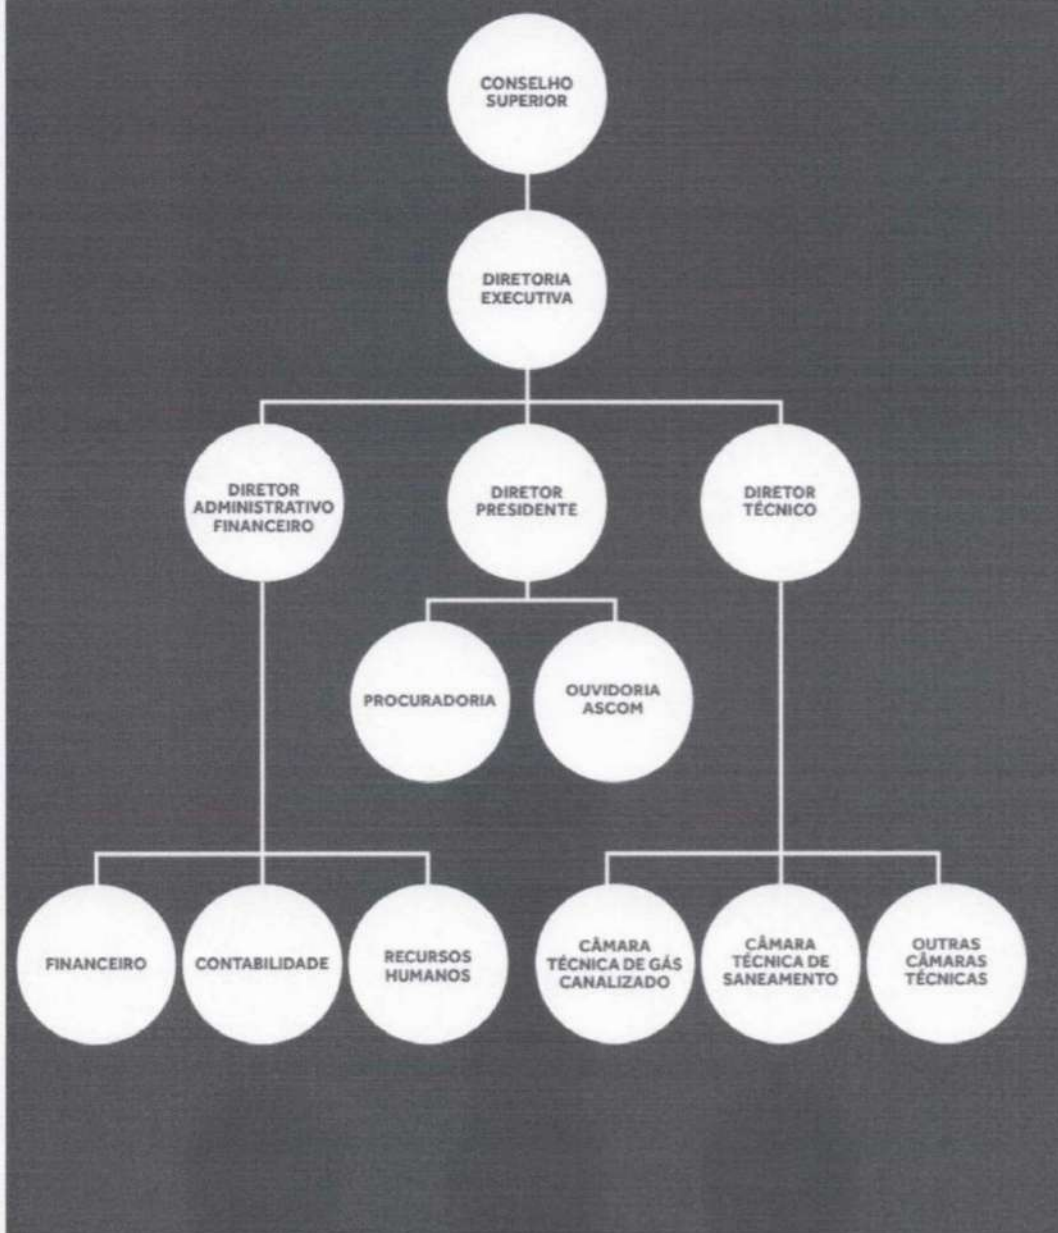 CONSELHO
SUPERIOR
DIRETORIA
EXECUTIVA
DIRETOR
ADMINISTRATIVO
FINANCEIRO
DIRETOR
PRESIDENTE
DIRETOR
TÉCNICO
PROCURADORIA
OUVIDORIA
ASCOM
FINANCEIRO
CONTABILIDADE
RECURSOS
HUMANOS
CÂMARA
TÉCNICA DE GÁS
CANALIZADO
CÂMARA
TÉCNICA DE
SANEAMENTO
OUTRAS
CÂMARAS
TÉCNICAS